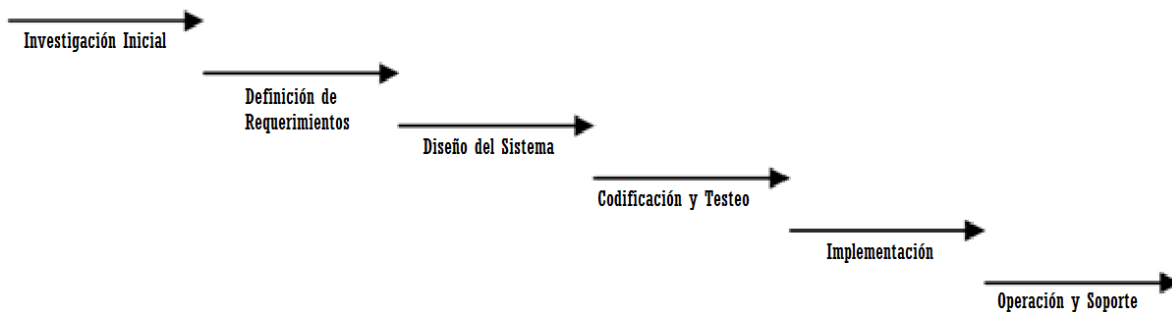 Investigación Inicial
Definición de
Requerimientos
Diseño del Sistema
Codificación y Testeo
Implementación
Operación y Soporte